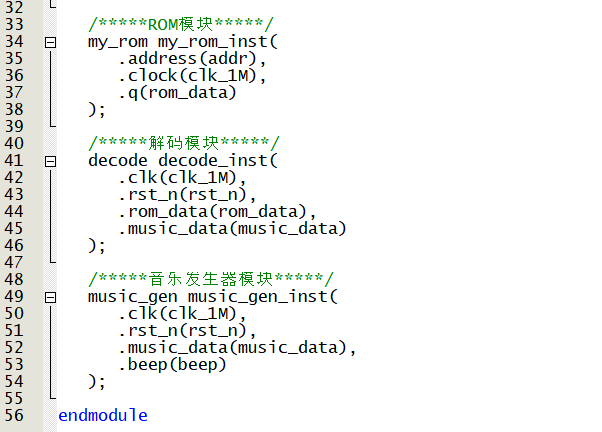 32
33 /*****ROM模块*****/
34 my_rom my_rom_inst(
35 .address(addr),
36 .clock(clk_1M),
37 .q(rom_data)
38 );
39
40 /*****解码模块*****/
41 decode decode_inst(
42 .clk(clk_1M),
43 .rst_n(rst_n),
44 .rom_data(rom_data),
45 .music_data(music_data)
46 );
47
48 /*****音乐发生器模块*****/
49 music_gen music_gen_inst(
50 .clk(clk_1M),
51 .rst_n(rst_n),
52 .music_data(music_data),
53 .beep(beep)
54 );
55
56 endmodule